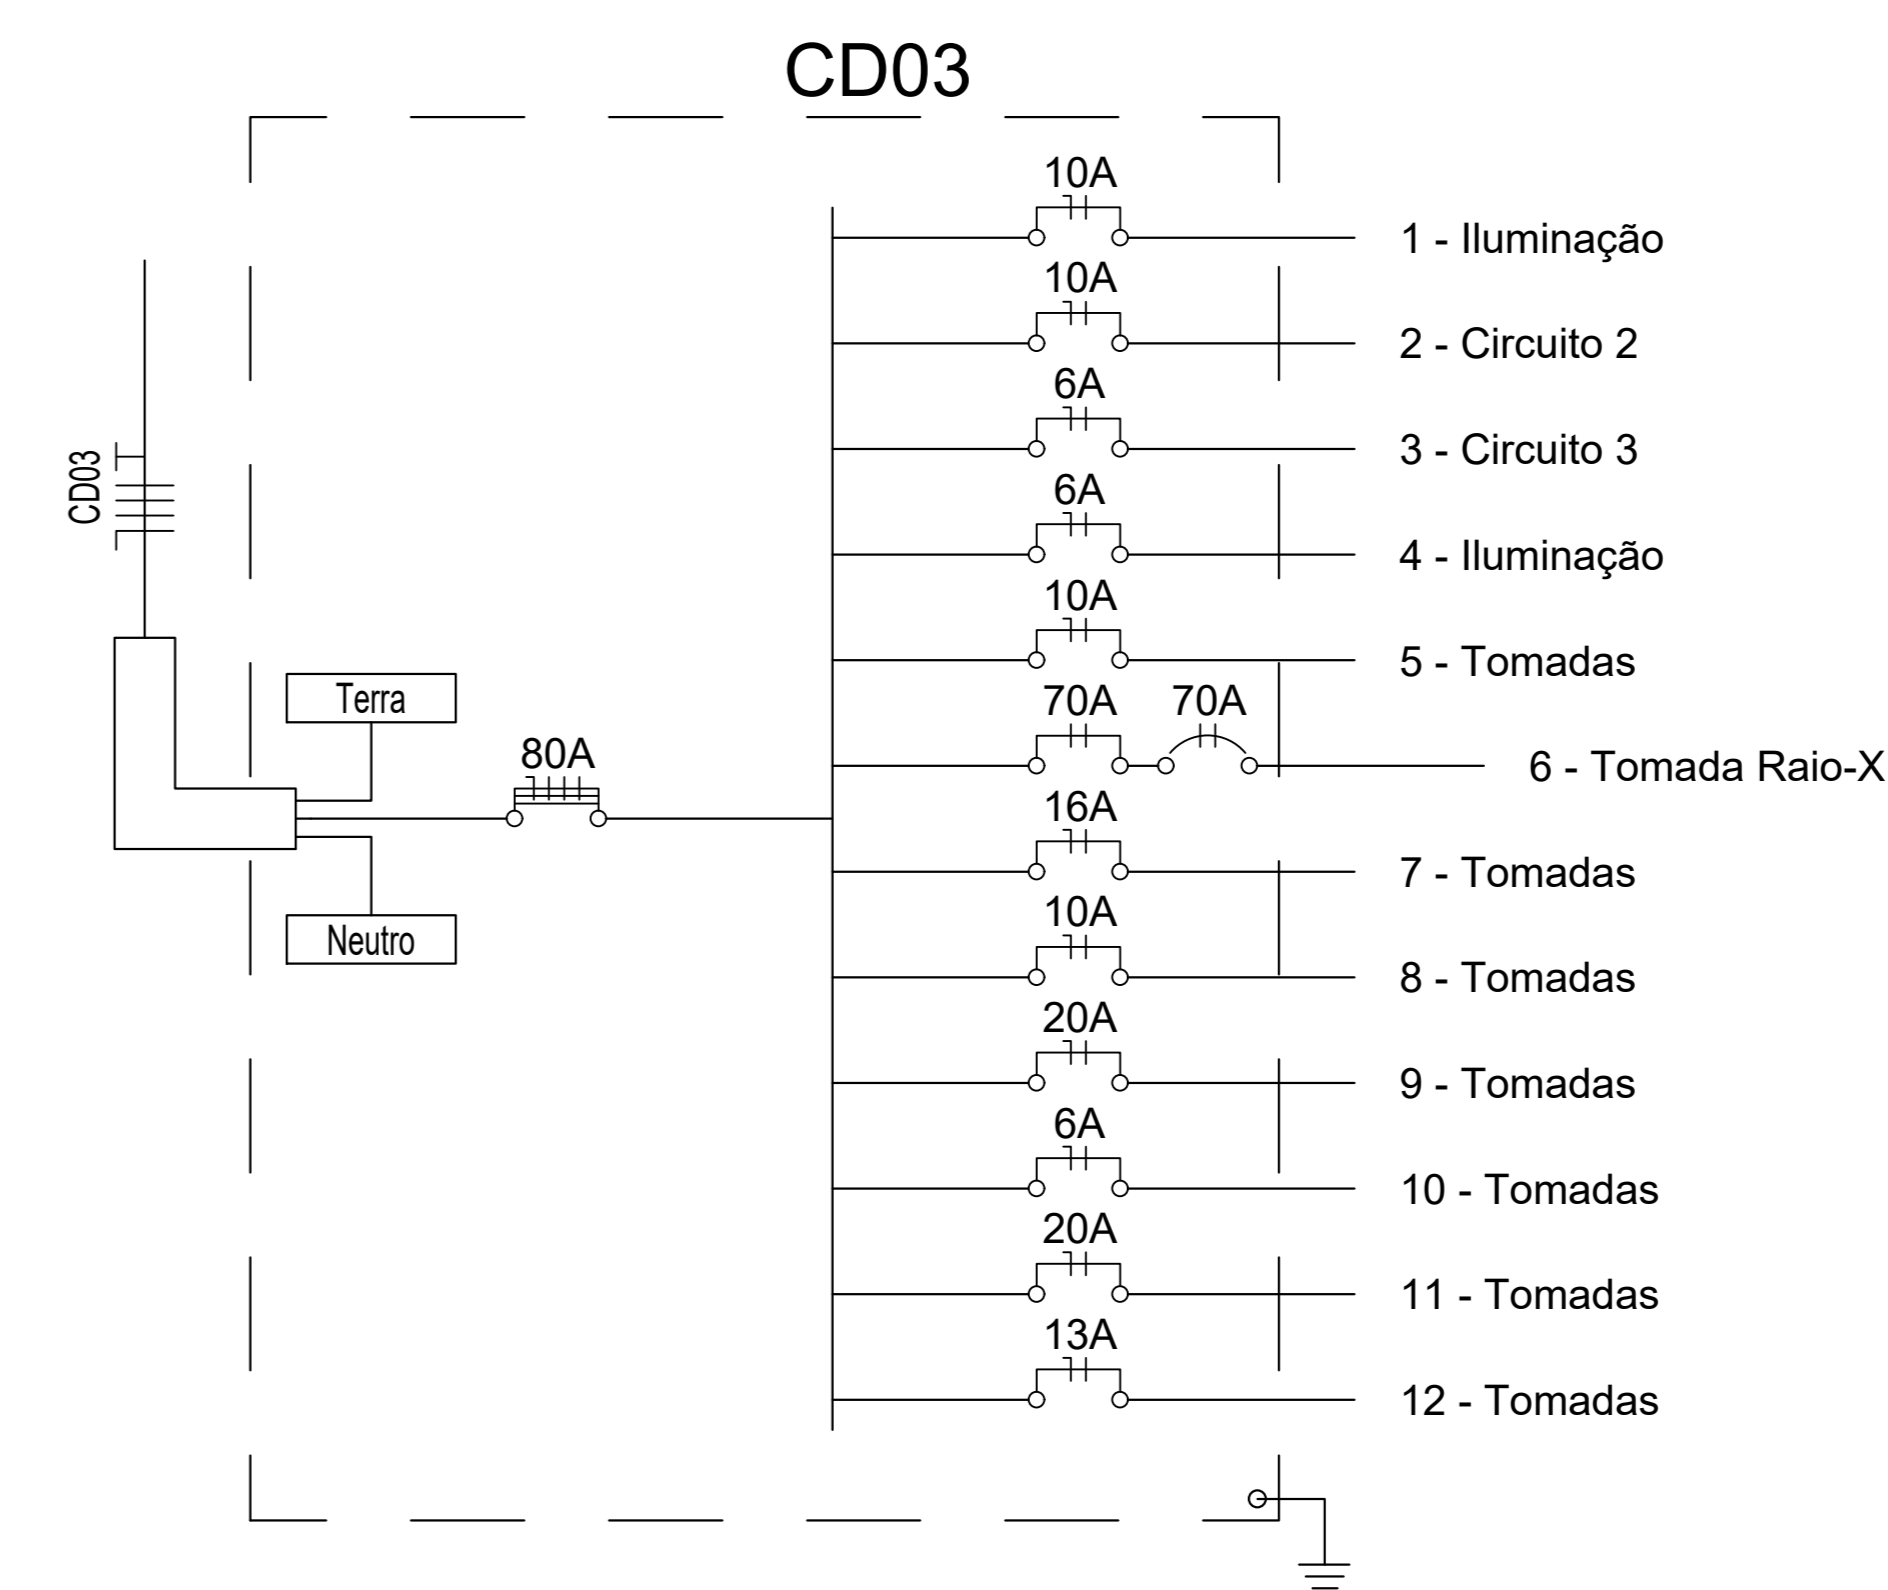 CD03
10A
1 - Iluminação
10A
2 - Circuito 2
6A
3 - Circuito 3
CD03
6A
4 - Iluminação
10A
5 - Tomadas
Terra
70A 70A
6 - Tomada Raio-X
80A
16A
7 - Tomadas
Neutro
10A
8 - Tomadas
20A
9 - Tomadas
6A
10 - Tomadas
20A
11 - Tomadas
13A
12 - Tomadas